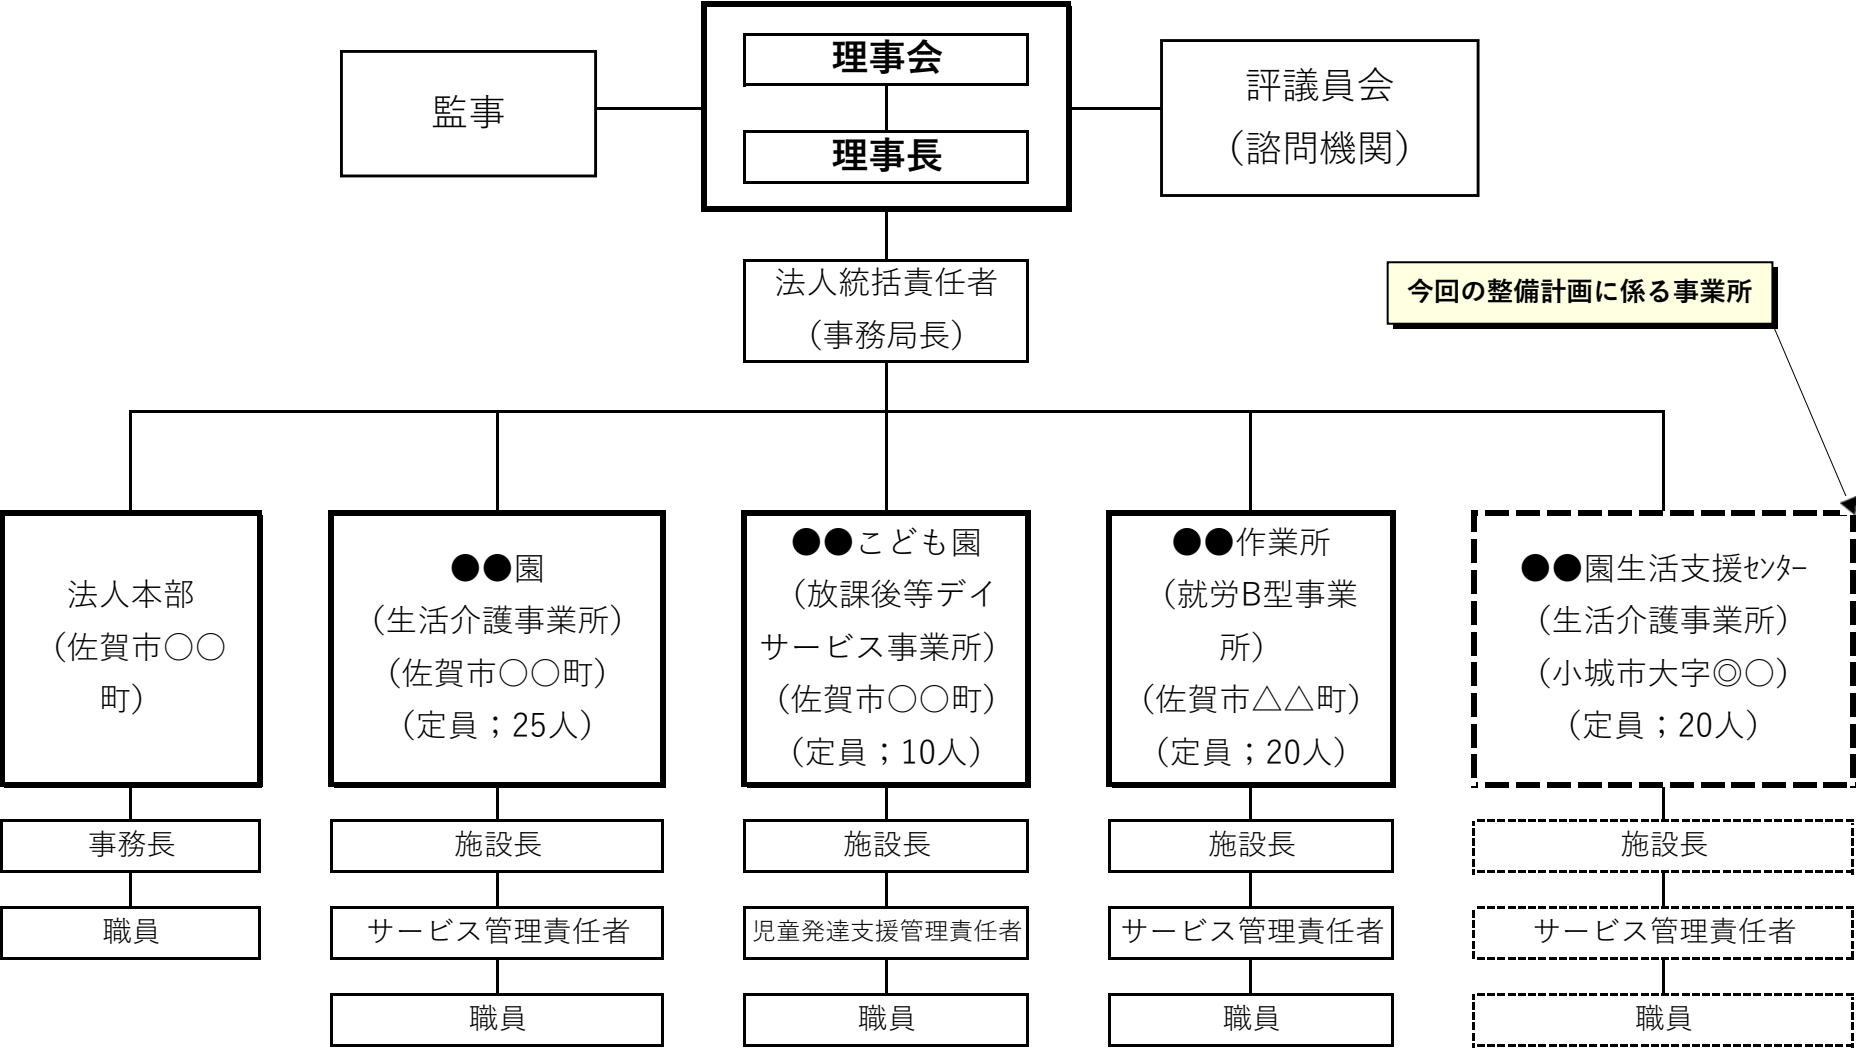 理事会
理事長
監事
評議員会
（諮問機関）
法人統括責任者
（事務局長）
今回の整備計画に係る事業所
法人本部
（佐賀市○○
町）
●●園
（生活介護事業所）
（佐賀市○○町）
（定員；25人）
●●こども園
（放課後等デイ
サービス事業所）
（佐賀市○○町）
（定員；10人）
●●作業所
（就労B型事業
所）
（佐賀市△△町）
（定員；20人）
●●園生活支援ｾﾝﾀｰ
（生活介護事業所）
（小城市大字◎○）
（定員；20人）
事務長
施設長
施設長
施設長
施設長
職員
サービス管理責任者
児童発達支援管理責任者
サービス管理責任者
サービス管理責任者
職員
職員
職員
職員